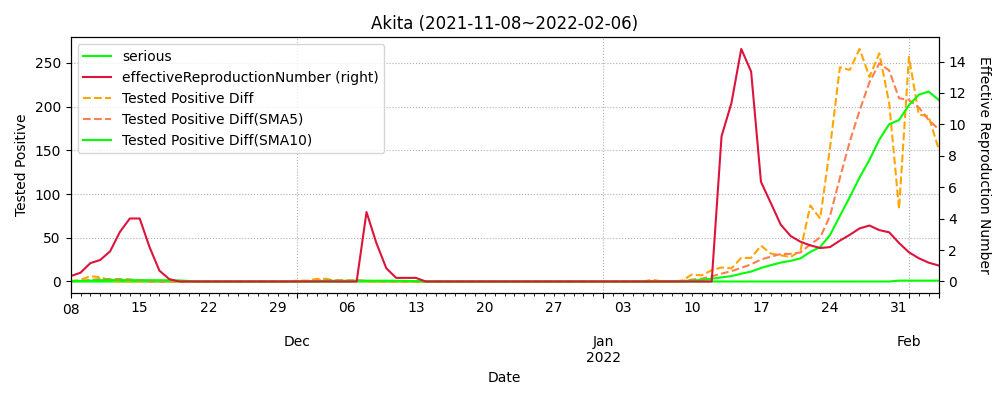 Akita (2021-11-08~2022-02-06)
serious
effectiveReproductionNumber (right)
Tested Positive Diff
Tested Positive Diff(SMA5)
Tested Positive Diff(SMA10)
Tested Positive
250
200
150
100
50
0
Effective Reproduction Number
14
12
10
8
6
4
2
0
08 15 22 29 06 13 20 27 03 10 17 24 31
Dec Jan Feb
2022
Date